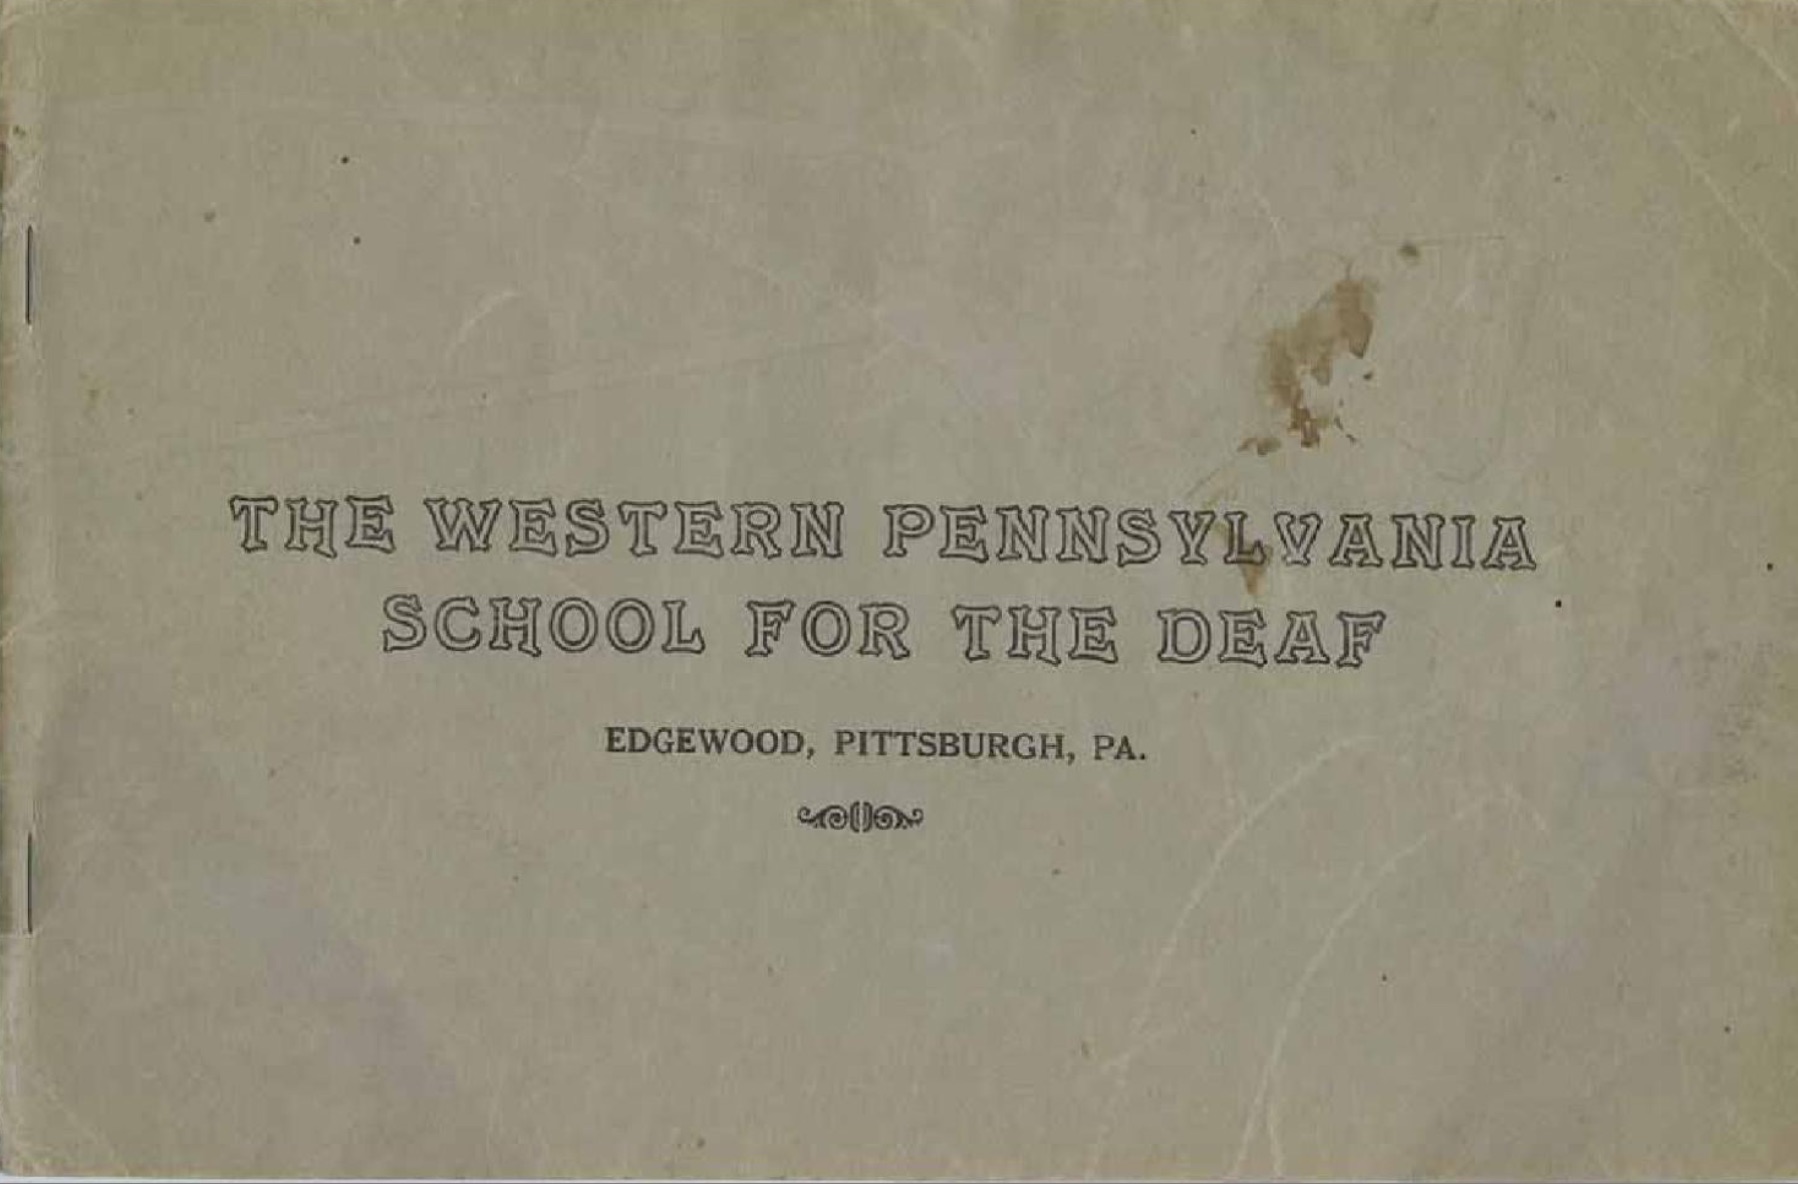 THE WESTERN PENNSYLVANIA
SCHOOL FOR THE DEAF
EDGEWOOD, PITTSBURGH, PA.